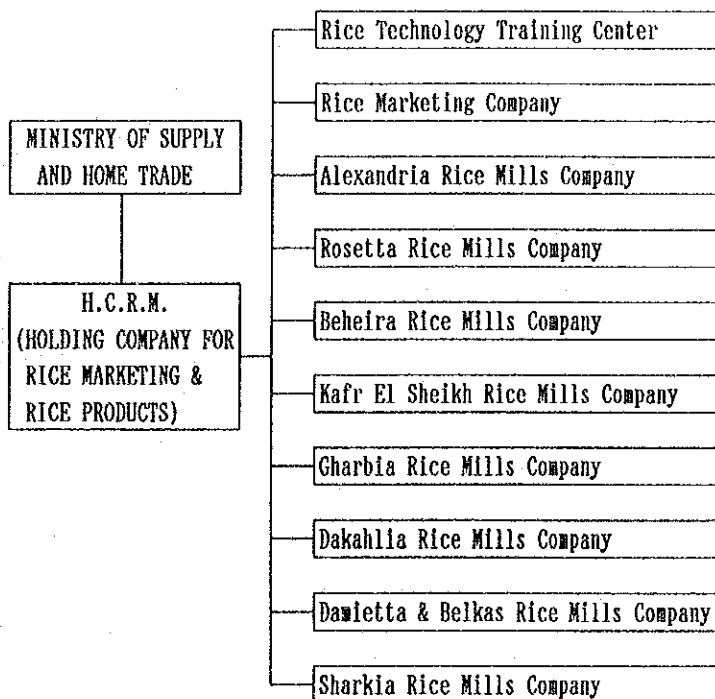 MINISTRY OF SUPPLY
AND HOME TRADE
H.C.R.M.
(HOLDING COMPANY FOR
RICE MARKETING &
RICE PRODUCTS)
Rice Technology Training Center
Rice Marketing Company
Alexandria Rice Mills Company
Rosetta Rice Mills Company
Beheira Rice Mills Company
Kafr El Sheikh Rice Mills Company
Gharbia Rice Mills Company
Dakahlia Rice Mills Company
Damietta & Belkas Rice Mills Company
Sharkia Rice Mills Company